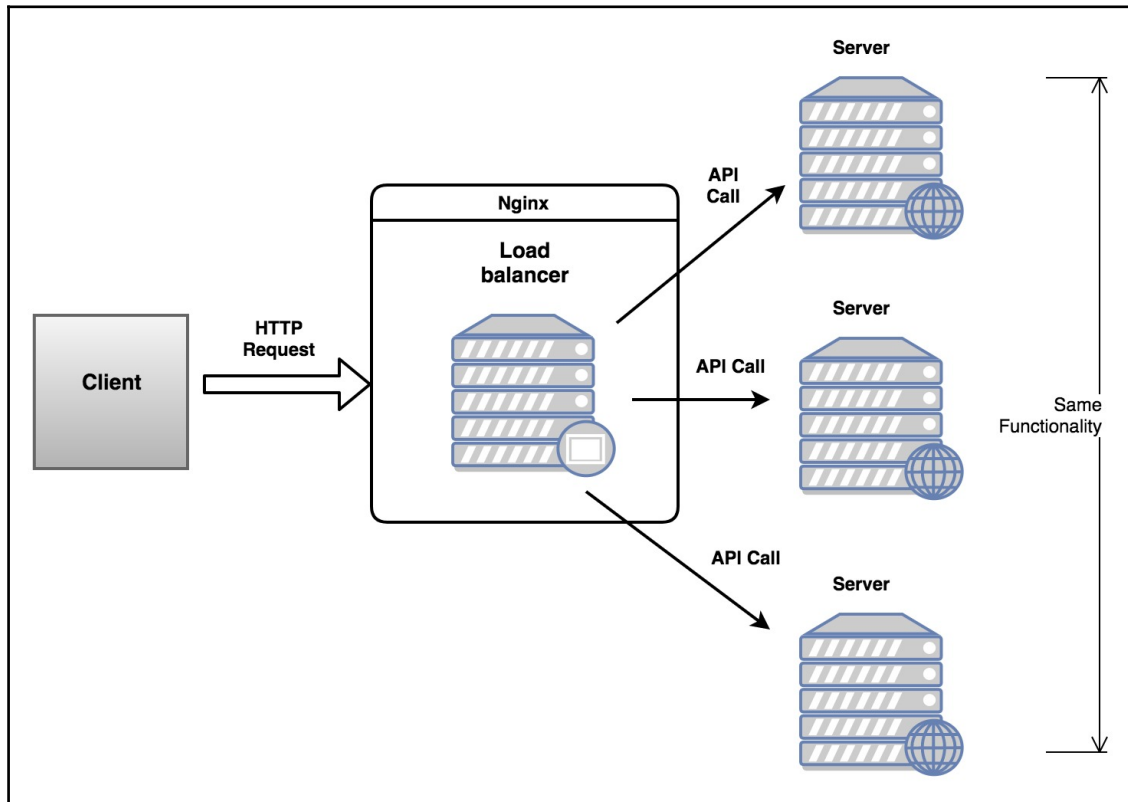 Server
API
Call
Nginx
Load
balancer
Server
HTTP
Request
Client
API Call
Same
Functionality
API Call
Server